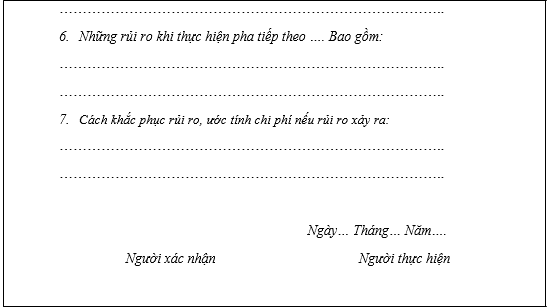 ………………………………………………………………………….
6. Những rủi ro khi thực hiện pha tiếp theo …. Bao gồm:
………………………………………………………………………….
………………………………………………………………………….
7. Cách khắc phục rủi ro, ước tính chi phí nếu rủi ro xảy ra:
………………………………………………………………………….
………………………………………………………………………….
Ngày… Tháng… Năm….
Người xác nhận Người thực hiện